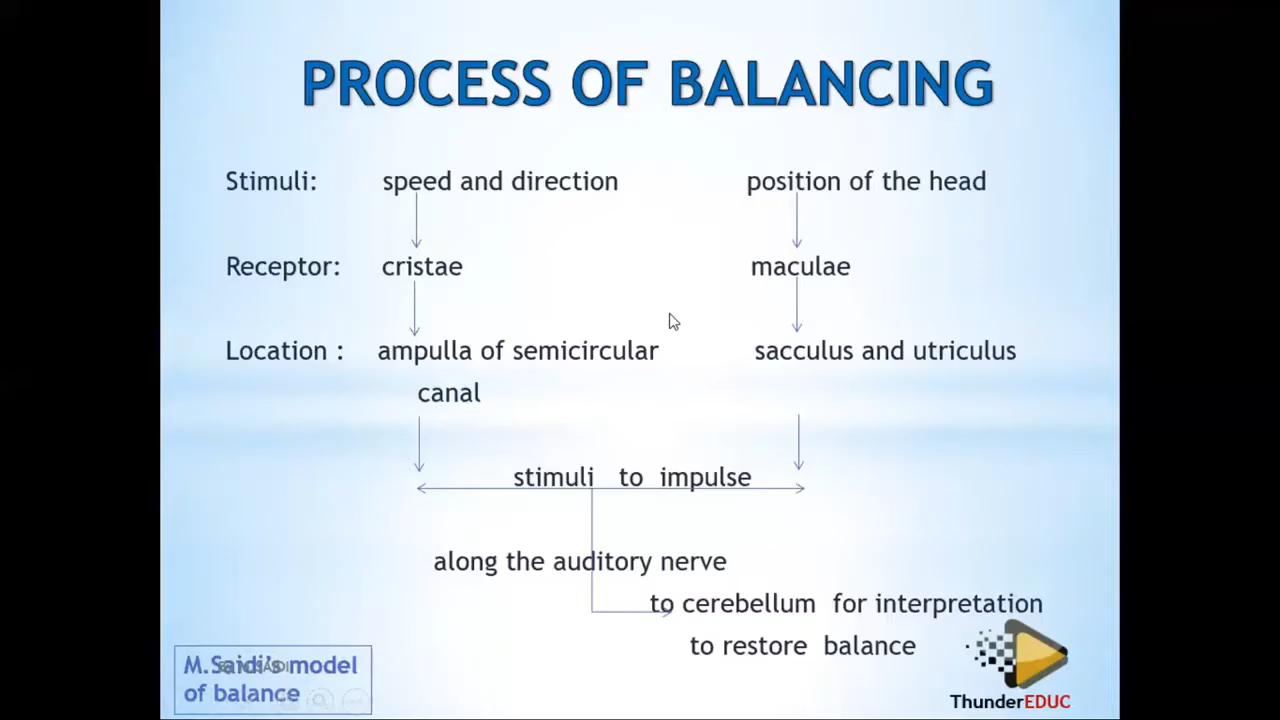 PROCESS OF BALANCING
Stimuli: speed and direction position of the head
Receptor: cristae maculae
Location : ampulla of semicircular sacculus and utriculus
canal
stimuli to impulse
along the auditory nerve
to cerebellum for interpretation
to restore balance
M.Saidi's model
of balance
ThunderEDUC